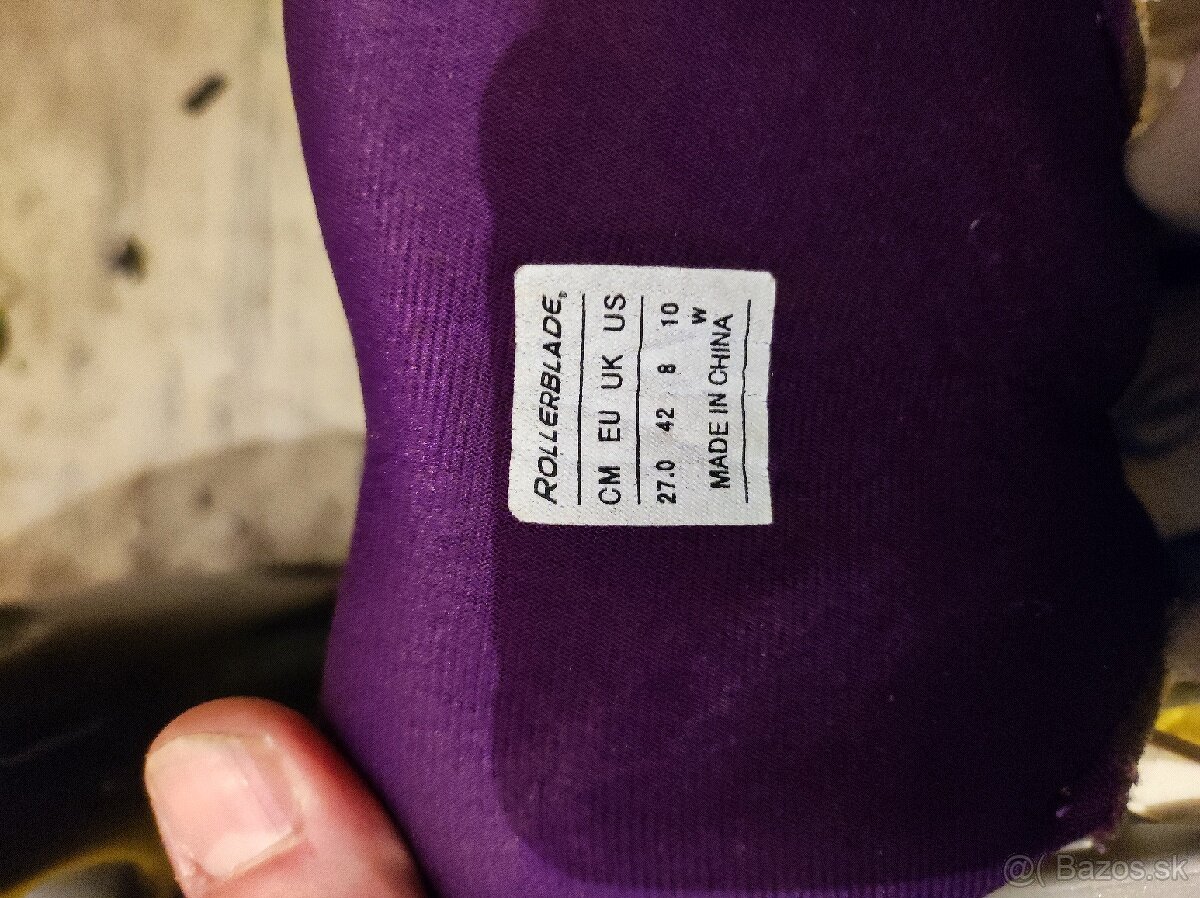 ROLLERBLADE®
CM EU UK US
27.0 42 8 10
W
MADE IN CHINA
@( Bazos.sk